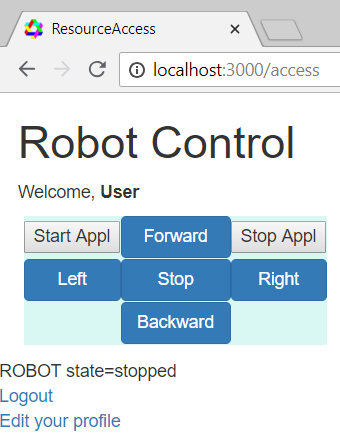 ResourceAccess
localhost:3000/access
Robot Control
Welcome, User
Start Appl Forward Stop Appl
Left Stop Right
Backward
ROBOT state=stopped
Logout
Edit your profile